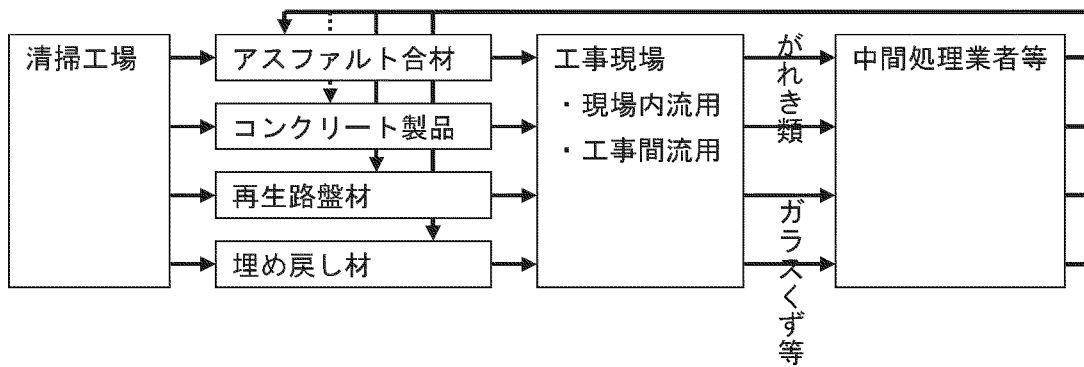 清掃工場
アスファルト合材
コンクリート製品
再生路盤材
埋め戻し材
工事現場
・現場内流用
・工事間流用
がれき類
ガラスくず等
中間処理業者等